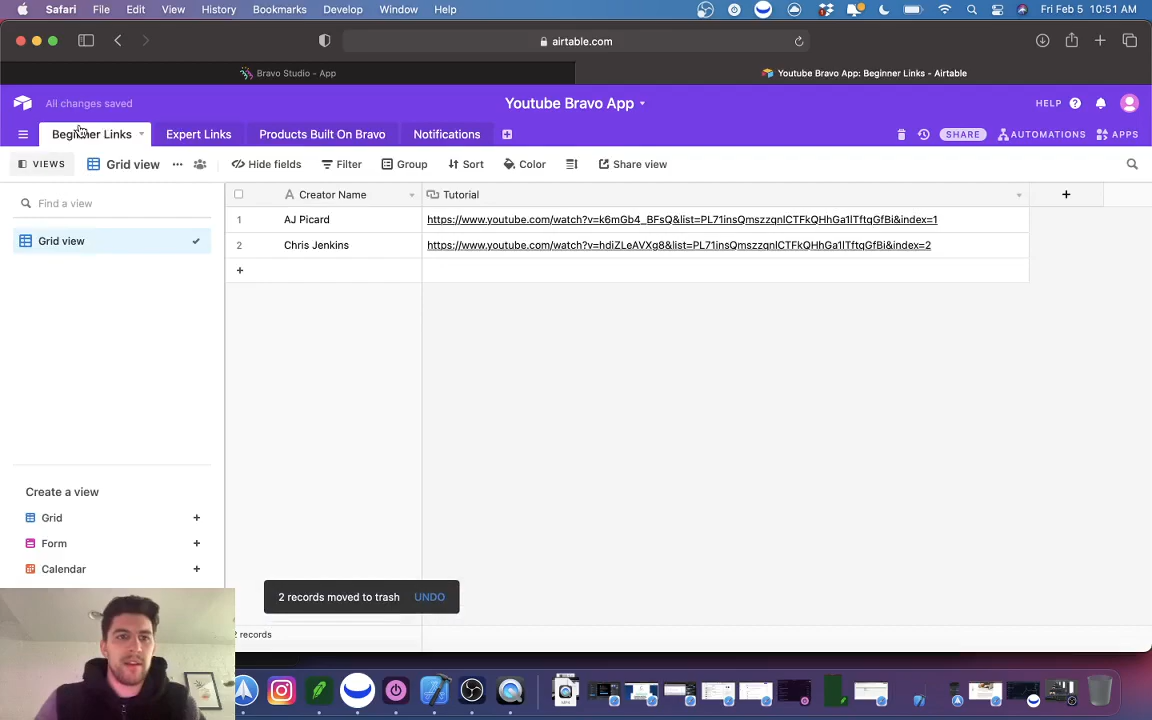 Safari File Edit View History Bookmarks Develop Window Help Fri Feb 5 10:51 AM
airtable.com
Bravo Studio - App
Youtube Bravo App: Beginner Links - Airtable
All changes saved
Youtube Bravo App
HELP
Beginner Links
Expert Links
Products Built On Bravo
Notifications
SHARE
AUTOMATIONS
APPS
VIEWS
Grid view
Hide fields
Filter
Group
Sort
Color
Share view
Find a view
Creator Name
Tutorial
1 AJ Picard https://www.youtube.com/watch?v=k6mGb4_BFsQ&list=PL71insQmszzqnlCTFkQHhGa1lTftqGfBi&index=1
Grid view
2 Chris Jenkins https://www.youtube.com/watch?v=hdiZLeAVXg8&list=PL71insQmszzqnlCTFkQHhGa1lTftqGfBi&index=2
Create a view
Grid
Form
Calendar
2 records moved to trash UNDO
2 records